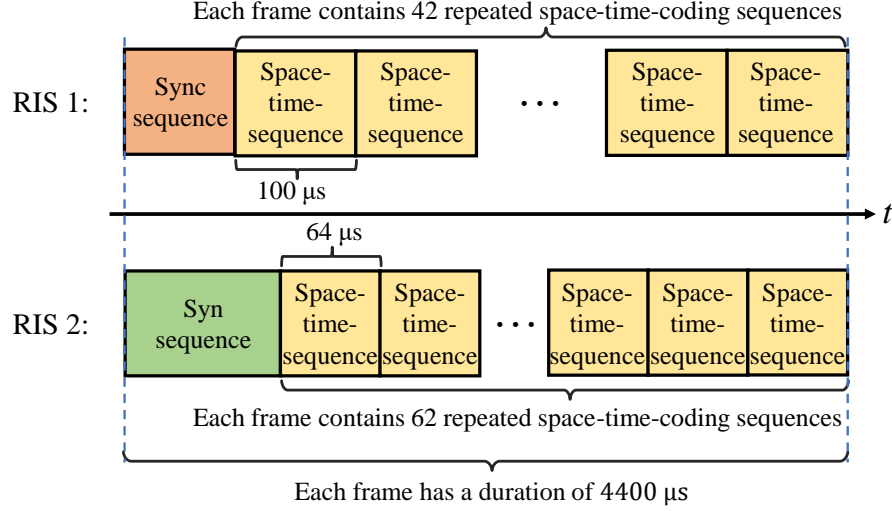 Each frame contains 42 repeated space-time-coding sequences
RIS 1:
Sync
sequence
Space-
time-
sequence
Space-
time-
sequence
...
Space-
time-
sequence
Space-
time-
sequence
100 μs
t
64 μs
RIS 2:
Syn
sequence
Space-
time-
sequence
Space-
time-
sequence
...
Space-
time-
sequence
Space-
time-
sequence
Space-
time-
sequence
Each frame contains 62 repeated space-time-coding sequences
Each frame has a duration of 4400 μs